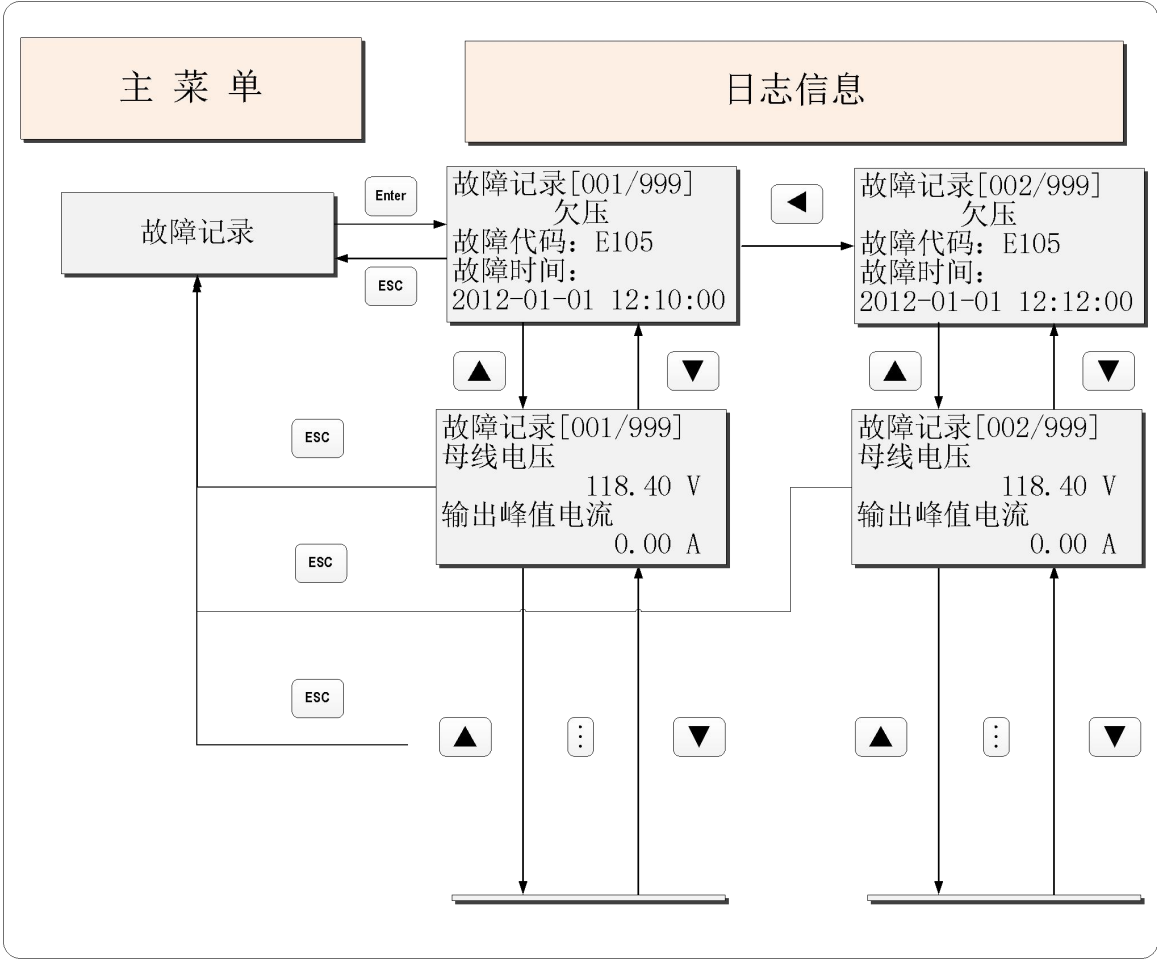 主 菜 单
日志信息
故障记录
Enter
ESC
故障记录[001/999]
欠压
故障代码：E105
故障时间：
2012-01-01 12:10:00
故障记录[002/999]
欠压
故障代码：E105
故障时间：
2012-01-01 12:12:00
ESC
故障记录[001/999]
母线电压
118.40 V
输出峰值电流
0.00 A
故障记录[002/999]
母线电压
118.40 V
输出峰值电流
0.00 A
ESC
ESC